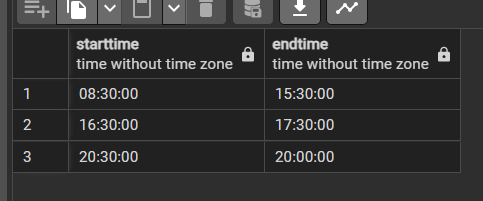 starttime endtime
time without time zone time without time zone
1 08:30:00 15:30:00
2 16:30:00 17:30:00
3 20:30:00 20:00:00